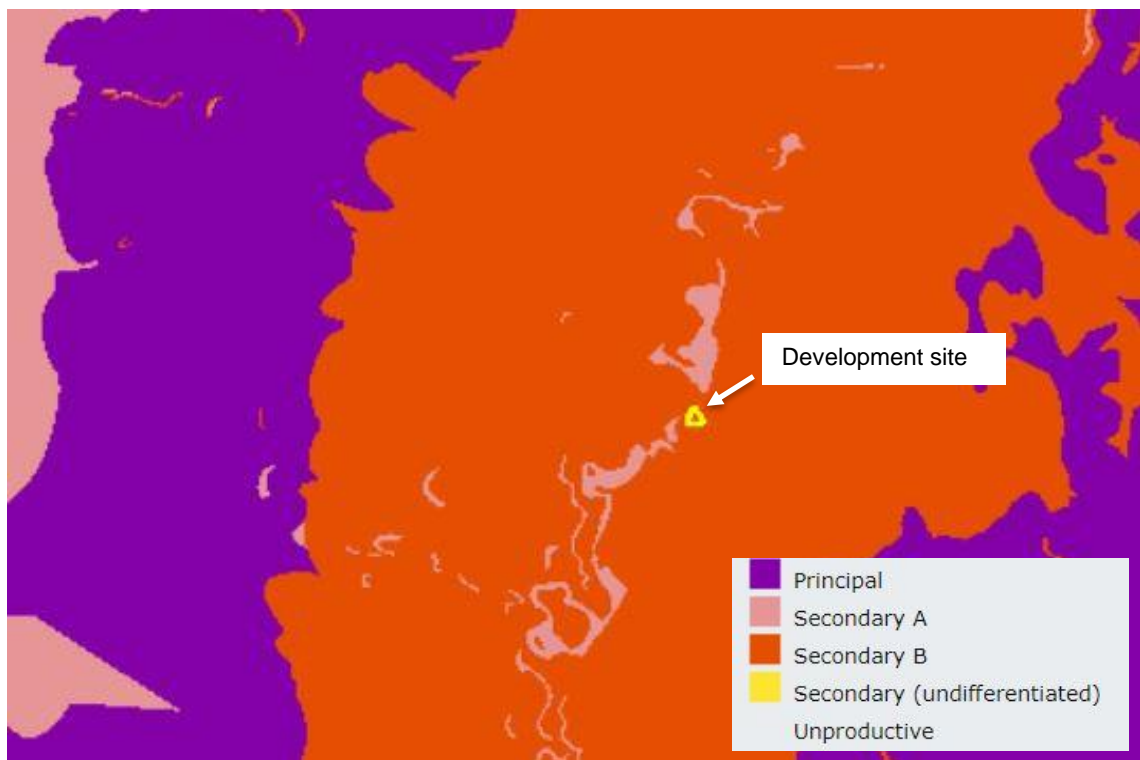 Development site
Principal
Secondary A
Secondary B
Secondary (undifferentiated)
Unproductive